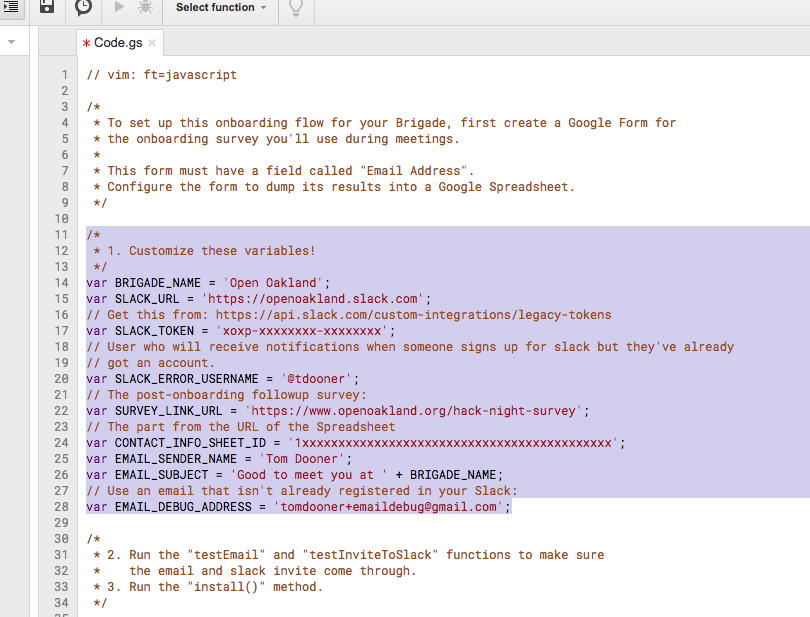 Select function
* Code.gs ×
1 // vim: ft=javascript
2
3 /*
4  * To set up this onboarding flow for your Brigade, first create a Google Form for
5  * the onboarding survey you'll use during meetings.
6  *
7  * This form must have a field called "Email Address".
8  * Configure the form to dump its results into a Google Spreadsheet.
9  */
10
11 /*
12  * 1. Customize these variables!
13  */
14 var BRIGADE_NAME = 'Open Oakland';
15 var SLACK_URL = 'https://openoakland.slack.com';
16 // Get this from: https://api.slack.com/custom-integrations/legacy-tokens
17 var SLACK_TOKEN = 'xoxp-xxxxxxxx-xxxxxxxx';
18 // User who will receive notifications when someone signs up for slack but they've already
19 // got an account.
20 var SLACK_ERROR_USERNAME = '@tdooner';
21 // The post-onboarding followup survey:
22 var SURVEY_LINK_URL = 'https://www.openoakland.org/hack-night-survey';
23 // The part from the URL of the Spreadsheet
24 var CONTACT_INFO_SHEET_ID = '1xxxxxxxxxxxxxxxxxxxxxxxxxxxxxxxxxxxxxxxxxxx';
25 var EMAIL_SENDER_NAME = 'Tom Dooner';
26 var EMAIL_SUBJECT = 'Good to meet you at ' + BRIGADE_NAME;
27 // Use an email that isn't already registered in your Slack:
28 var EMAIL_DEBUG_ADDRESS = 'tomdooner+emaildebug@gmail.com';
29
30 /*
31  * 2. Run the "testEmail" and "testInviteToSlack" functions to make sure
32  *    the email and slack invite come through.
33  * 3. Run the "install()" method.
34  */